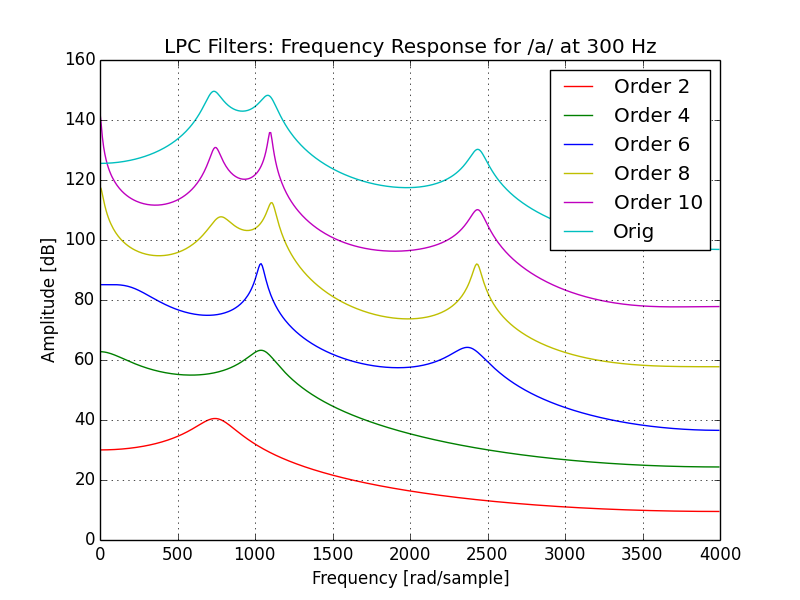 LPC Filters: Frequency Response for /a/ at 300 Hz
160
140
120
100
80
60
40
20
0
Amplitude [dB]
Order 2
Order 4
Order 6
Order 8
Order 10
Orig
0 500 1000 1500 2000 2500 3000 3500 4000
Frequency [rad/sample]